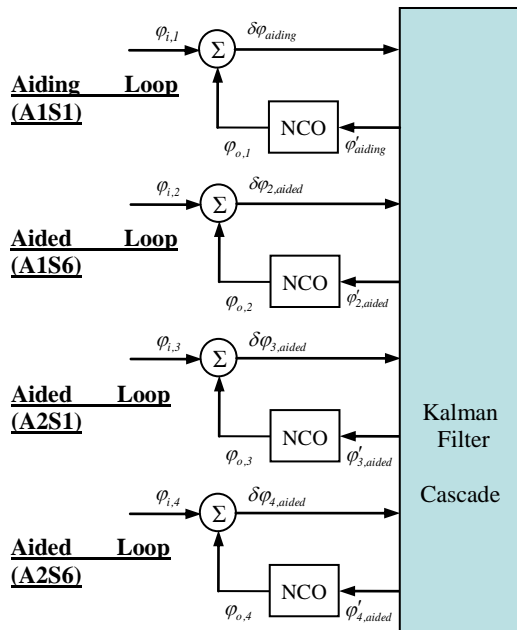 φi,1 Σ δφaiding
Aiding Loop
(A1S1)
NCO
φo,1 φ′aiding
φi,2 Σ δφ2,aided
Aided Loop
(A1S6)
NCO
φo,2 φ′2,aided
φi,3 Σ δφ3,aided
Aided Loop
(A2S1)
NCO
φo,3 φ′3,aided
Kalman
Filter
Cascade
φi,4 Σ δφ4,aided
Aided Loop
(A2S6)
NCO
φo,4 φ′4,aided